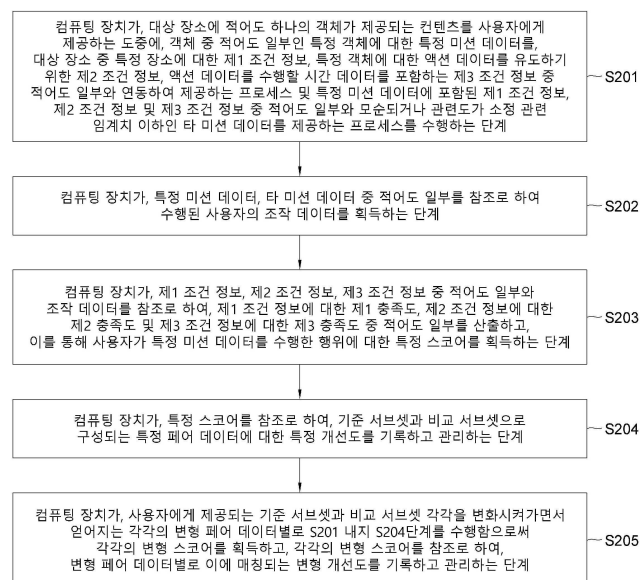 컴퓨팅 장치가, 대상 장소에 적어도 하나의 객체가 제공되는 컨텐츠를 사용자에게
제공하는 도중에, 객체 중 적어도 일부인 특정 객체에 대한 특정 미션 데이터를,
대상 장소 중 특정 장소에 대한 제1 조건 정보, 특정 객체에 대한 액션 데이터를 유도하기
위한 제2 조건 정보, 액션 데이터를 수행할 시간 데이터를 포함하는 제3 조건 정보 중
적어도 일부와 연동하여 제공하는 프로세스 및 특정 미션 데이터에 포함된 제1 조건 정보,
제2 조건 정보 및 제3 조건 정보 중 적어도 일부와 모순되거나 관련도가 소정 관련
임계치 이하인 타 미션 데이터를 제공하는 프로세스를 수행하는 단계
S201
컴퓨팅 장치가, 특정 미션 데이터, 타 미션 데이터 중 적어도 일부를 참조로 하여
수행된 사용자의 조작 데이터를 획득하는 단계
S202
컴퓨팅 장치가, 제1 조건 정보, 제2 조건 정보, 제3 조건 정보 중 적어도 일부와
조작 데이터를 참조로 하여, 제1 조건 정보에 대한 제1 충족도, 제2 조건 정보에 대한
제2 충족도 및 제3 조건 정보에 대한 제3 충족도 중 적어도 일부를 산출하고,
이를 통해 사용자가 특정 미션 데이터를 수행한 행위에 대한 특정 스코어를 획득하는 단계
S203
컴퓨팅 장치가, 특정 스코어를 참조로 하여, 기준 서브셋과 비교 서브셋으로
구성되는 특정 페어 데이터에 대한 특정 개선도를 기록하고 관리하는 단계
S204
컴퓨팅 장치가, 사용자에게 제공되는 기준 서브셋과 비교 서브셋 각각을 변화시켜가면서
얻어지는 각각의 변형 페어 데이터별로 S201 내지 S204단계를 수행함으로써
각각의 변형 스코어를 획득하고, 각각의 변형 스코어를 참조로 하여,
변형 페어 데이터별로 이에 매칭되는 변형 개선도를 기록하고 관리하는 단계
S205